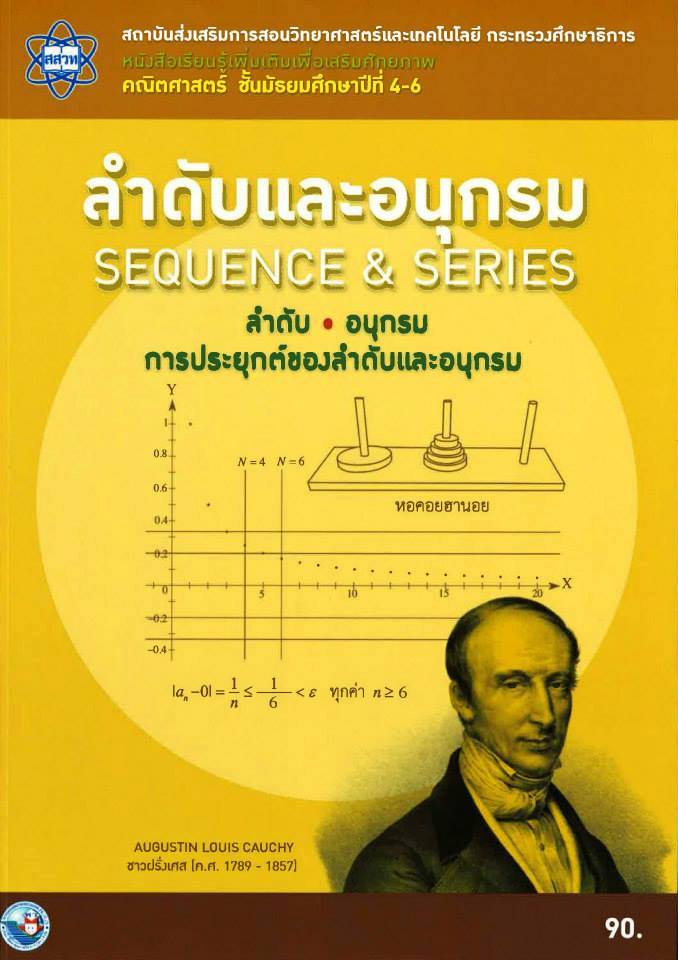 สสวท
สถาบันส่งเสริมการสอนวิทยาศาสตร์และเทคโนโลยี กระทรวงศึกษาธิการ
หนังสือเรียนรู้เพิ่มเติมเพื่อเสริมศักยภาพ
คณิตศาสตร์ ชั้นมัธยมศึกษาปีที่ 4-6
ลำดับและอนุกรม
SEQUENCE & SERIES
ลำดับ • อนุกรม
การประยุกต์ของลำดับและอนุกรม
Y
1
0.8
N = 4 N = 6
0.6
หอคอยฮานอย
0.4
0.2
X
0 5 10 15 20
-0.2
-0.4
|aₙ-0| = 1/n ≤ 1/6 < ε ทุกค่า n ≥ 6
AUGUSTIN LOUIS CAUCHY
ชาวฝรั่งเศส (ค.ศ. 1789 - 1857)
90.